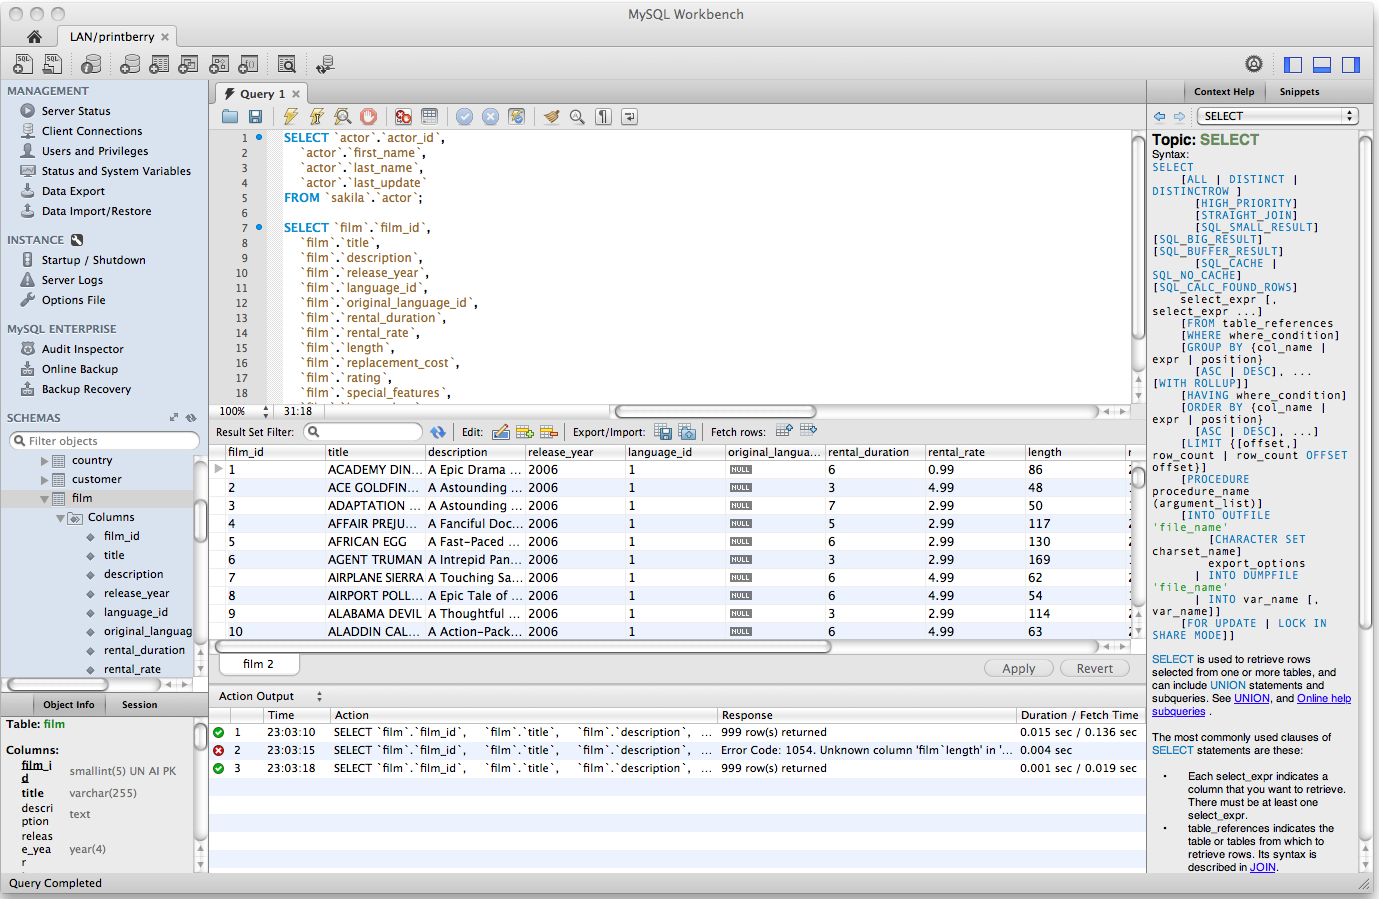 MySQL Workbench
LAN/printberry
MANAGEMENT
Server Status
Client Connections
Users and Privileges
Status and System Variables
Data Export
Data Import/Restore
INSTANCE
Startup / Shutdown
Server Logs
Options File
MySQL ENTERPRISE
Audit Inspector
Online Backup
Backup Recovery
SCHEMAS
Filter objects
country
customer
film
Columns
film_id
title
description
release_year
language_id
original_languag
rental_duration
rental_rate
Object Info Session
Table: film
Columns:
film_i
d smallint(5) UN AI PK
title varchar(255)
descri
ption text
releas
e_yea
r year(4)
Query Completed
Query 1
1 SELECT `actor`.`actor_id`,
2 `actor`.`first_name`,
3 `actor`.`last_name`,
4 `actor`.`last_update`
5 FROM `sakila`.`actor`;
6
7 SELECT `film`.`film_id`,
8 `film`.`title`,
9 `film`.`description`,
10 `film`.`release_year`,
11 `film`.`language_id`,
12 `film`.`original_language_id`,
13 `film`.`rental_duration`,
14 `film`.`rental_rate`,
15 `film`.`length`,
16 `film`.`replacement_cost`,
17 `film`.`rating`,
18 `film`.`special_features`,
100% 31:18
Result Set Filter: Edit: Export/Import: Fetch rows:
film_id title description release_year language_id original_langua... rental_duration rental_rate length
1 ACADEMY DIN... A Epic Drama ... 2006 1 NULL 6 0.99 86
2 ACE GOLDFIN... A Astounding ... 2006 1 NULL 3 4.99 48
3 ADAPTATION ... A Astounding ... 2006 1 NULL 7 2.99 50
4 AFFAIR PREJU... A Fanciful Doc... 2006 1 NULL 5 2.99 117
5 AFRICAN EGG A Fast-Paced ... 2006 1 NULL 6 2.99 130
6 AGENT TRUMAN A Intrepid Pan... 2006 1 NULL 3 2.99 169
7 AIRPLANE SIERRA A Touching Sa... 2006 1 NULL 6 4.99 62
8 AIRPORT POLL... A Epic Tale of ... 2006 1 NULL 6 4.99 54
9 ALABAMA DEVIL A Thoughtful ... 2006 1 NULL 3 2.99 114
10 ALADDIN CAL... A Action-Pack... 2006 1 NULL 6 4.99 63
film 2 Apply Revert
Action Output
Time Action Response Duration / Fetch Time
1 23:03:10 SELECT `film`.`film_id`, `film`.`title`, `film`.`description`, ... 999 row(s) returned 0.015 sec / 0.136 sec
2 23:03:15 SELECT `film`.`film_id`, `film`.`title`, `film`.`description`, ... Error Code: 1054. Unknown column 'film`length' in '... 0.004 sec
3 23:03:18 SELECT `film`.`film_id`, `film`.`title`, `film`.`description`, ... 999 row(s) returned 0.001 sec / 0.019 sec
Context Help Snippets
SELECT
Topic: SELECT
Syntax:
SELECT
[ALL | DISTINCT |
DISTINCTROW ]
[HIGH_PRIORITY]
[STRAIGHT_JOIN]
[SQL_SMALL_RESULT]
[SQL_BIG_RESULT]
[SQL_BUFFER_RESULT]
[SQL_CACHE |
SQL_NO_CACHE]
[SQL_CALC_FOUND_ROWS]
select_expr [,
select_expr ...]
[FROM table_references
[WHERE where_condition]
[GROUP BY {col_name |
expr | position}
[ASC | DESC], ...
[WITH ROLLUP]]
[HAVING where_condition]
[ORDER BY {col_name |
expr | position}
[ASC | DESC], ...]
[LIMIT {[offset,]
row_count | row_count OFFSET
offset}]
[PROCEDURE
procedure_name
(argument_list)]
[INTO OUTFILE
'file_name'
[CHARACTER SET
charset_name]
export_options
| INTO DUMPFILE
'file_name'
| INTO var_name [,
var_name]]
[FOR UPDATE | LOCK IN
SHARE MODE]]
SELECT is used to retrieve rows
selected from one or more tables, and
can include UNION statements and
subqueries. See UNION, and Online help
subqueries .
The most commonly used clauses of
SELECT statements are these:
• Each select_expr indicates a
column that you want to retrieve.
There must be at least one
select_expr.
• table_references indicates the
table or tables from which to
retrieve rows. Its syntax is
described in JOIN.